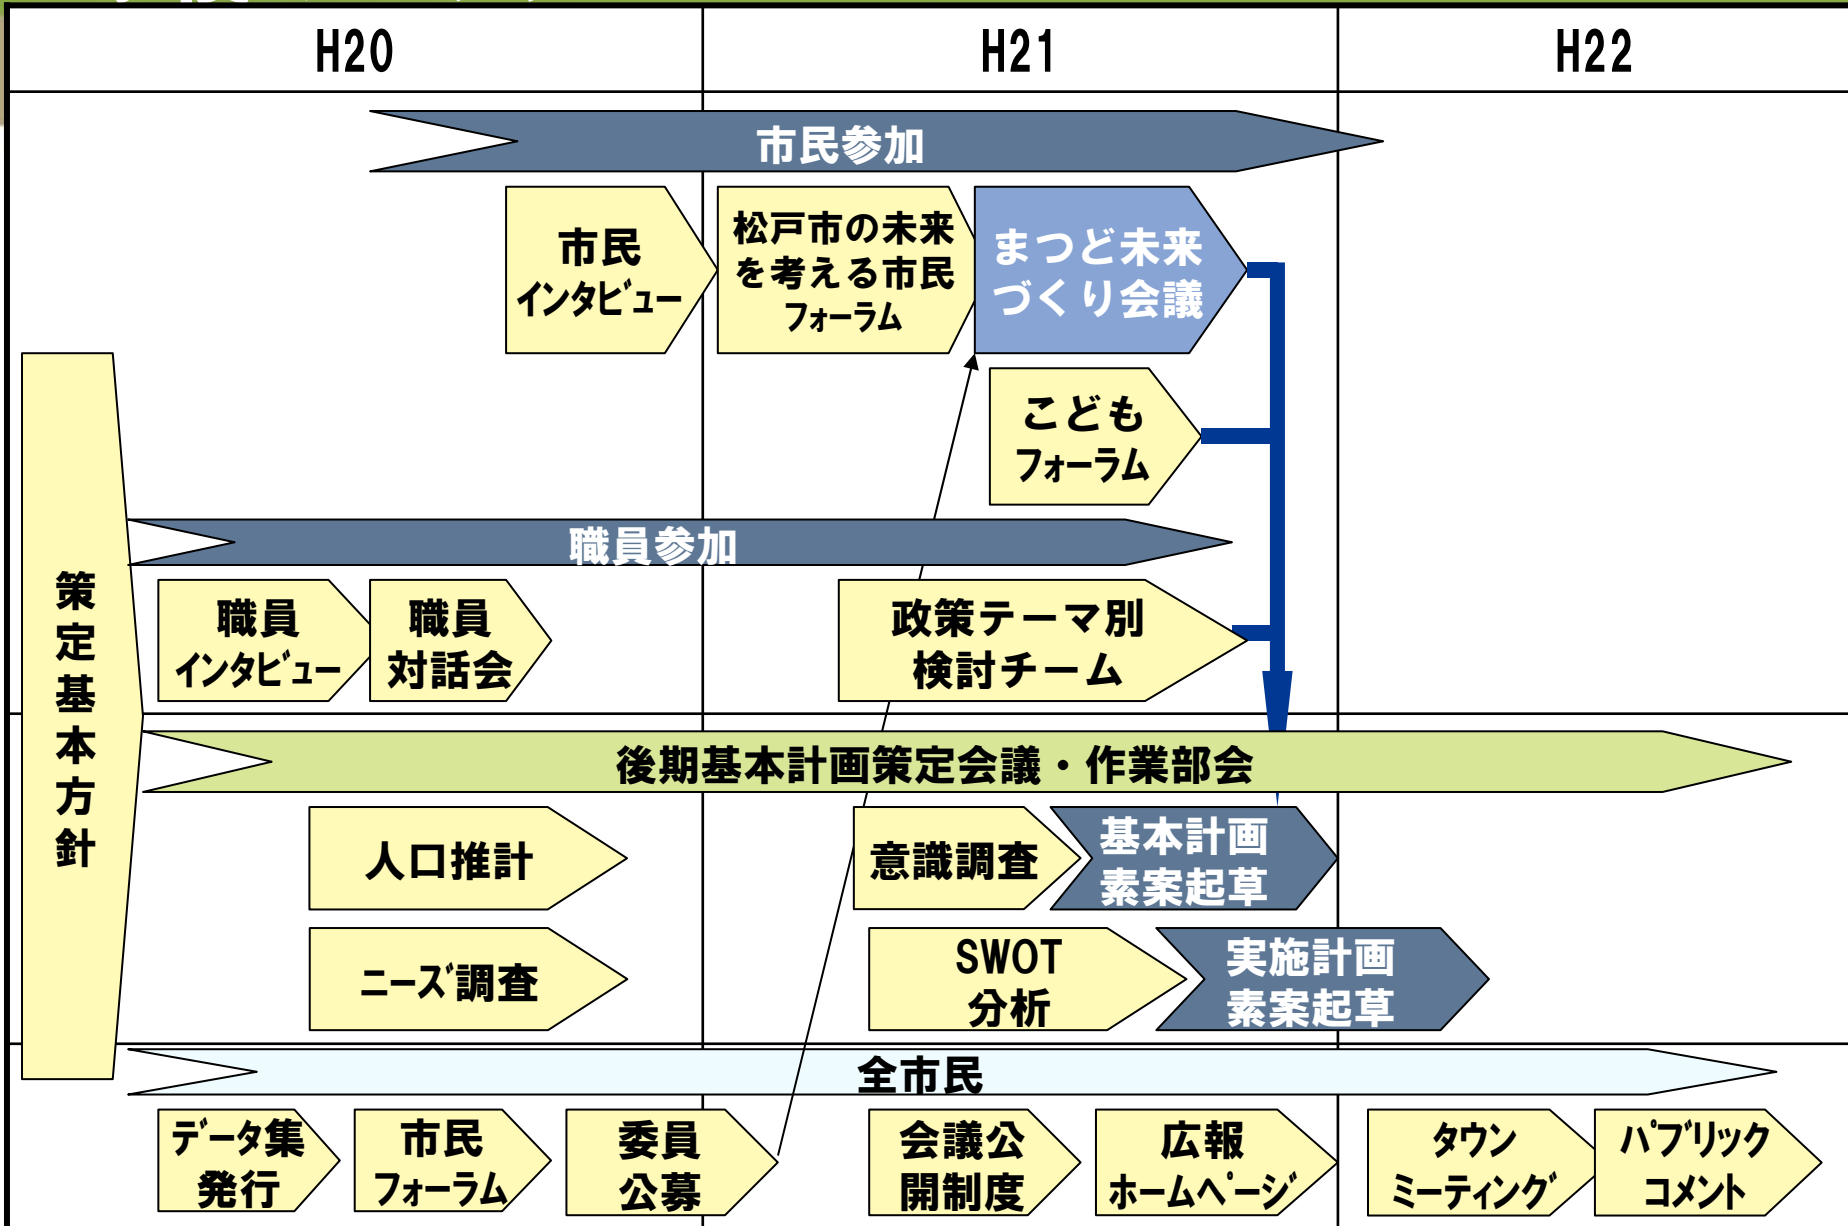 H20
H21
H22
市民参加
市民
インタビュー
松戸市の未来
を考える市民
フォーラム
まつど未来
づくり会議
こども
フォーラム
策定基本方針
職員参加
職員
インタビュー
職員
対話会
政策テーマ別
検討チーム
後期基本計画策定会議・作業部会
人口推計
意識調査
基本計画
素案起草
ニーズ調査
SWOT
分析
実施計画
素案起草
全市民
データ集
発行
市民
フォーラム
委員
公募
会議公
開制度
広報
ホームページ
タウン
ミーティング
パブリック
コメント